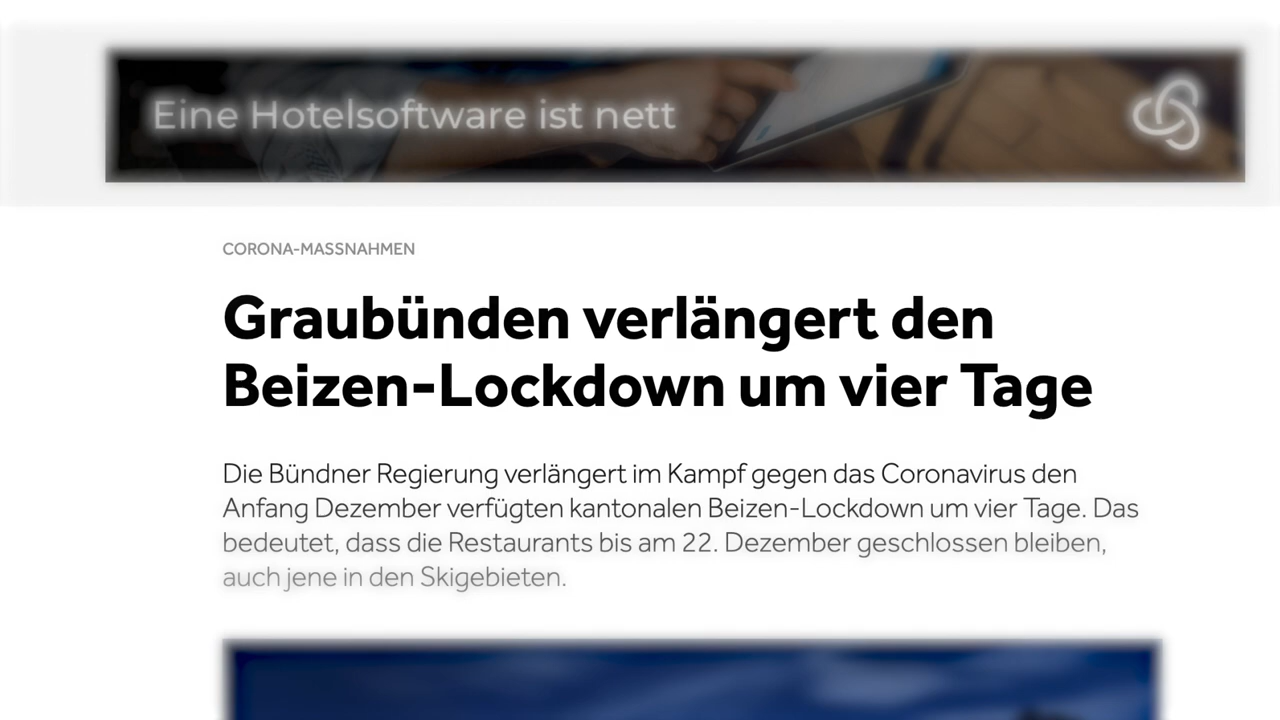 Eine Hotelsoftware ist nett
CORONA-MASSNAHMEN
Graubünden verlängert den
Beizen-Lockdown um vier Tage
Die Bündner Regierung verlängert im Kampf gegen das Coronavirus den
Anfang Dezember verfügten kantonalen Beizen-Lockdown um vier Tage. Das
bedeutet, dass die Restaurants bis am 22. Dezember geschlossen bleiben,
auch jene in den Skigebieten.